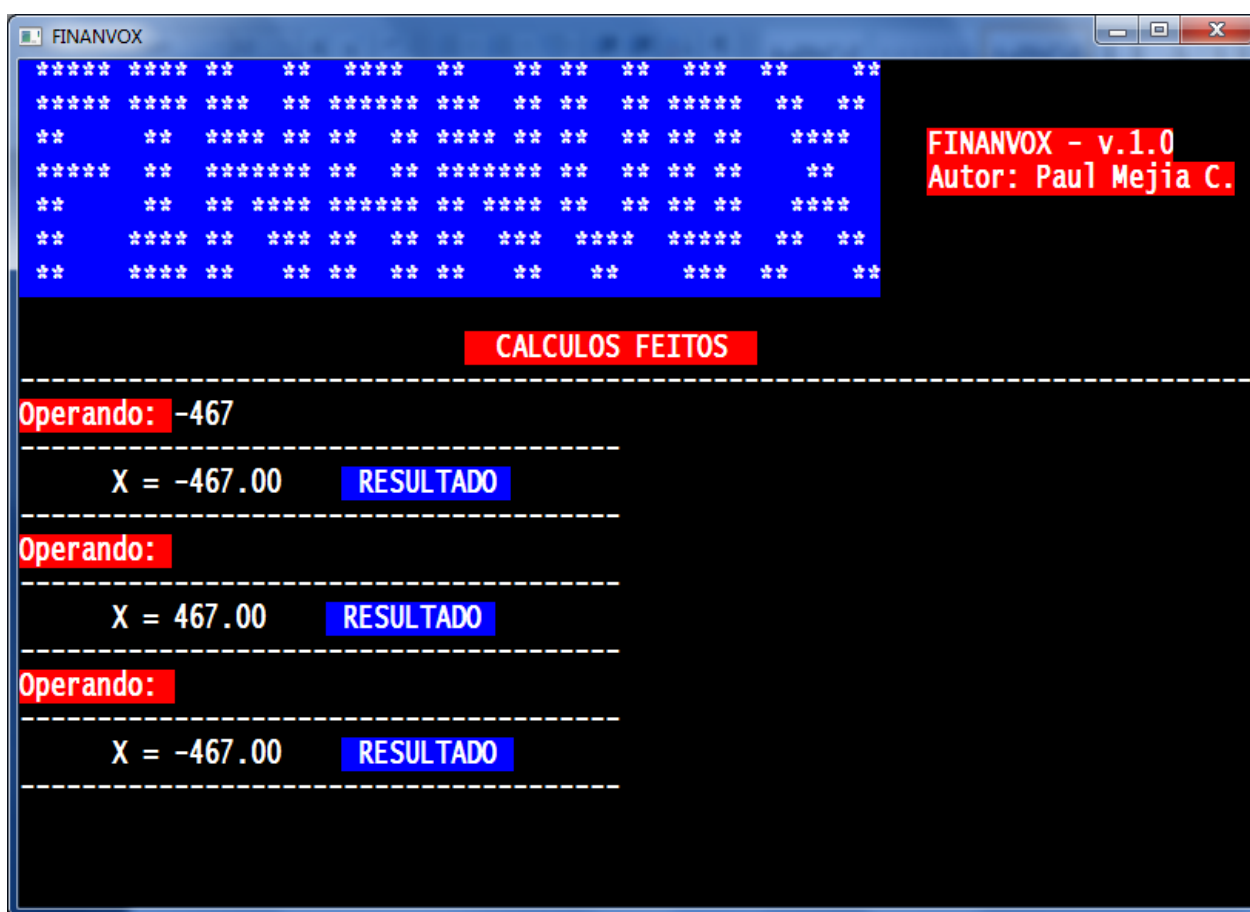 FINANVOX
***** **** **   **  ****  **   ** **  **  ***  **    **
***** **** ***  ** ****** ***  ** **  ** *****  **  **
**     **  **** ** **  ** **** ** **  ** ** **   ****
*****  **  ******* **  ** ******* **  ** ** **    **
**     **  ** **** ****** ** **** **  ** ** **   ****
**    **** **  *** **  ** **  ***  ****  *****  **  **
**    **** **   ** **  ** **   **   **    ***  **    **
FINANVOX - v.1.0
Autor: Paul Mejia C.
CALCULOS FEITOS
--------------------------------------------------------------------------------
Operando: -467
---------------------------------------
X = -467.00    RESULTADO
---------------------------------------
Operando:
---------------------------------------
X = 467.00    RESULTADO
---------------------------------------
Operando:
---------------------------------------
X = -467.00    RESULTADO
---------------------------------------